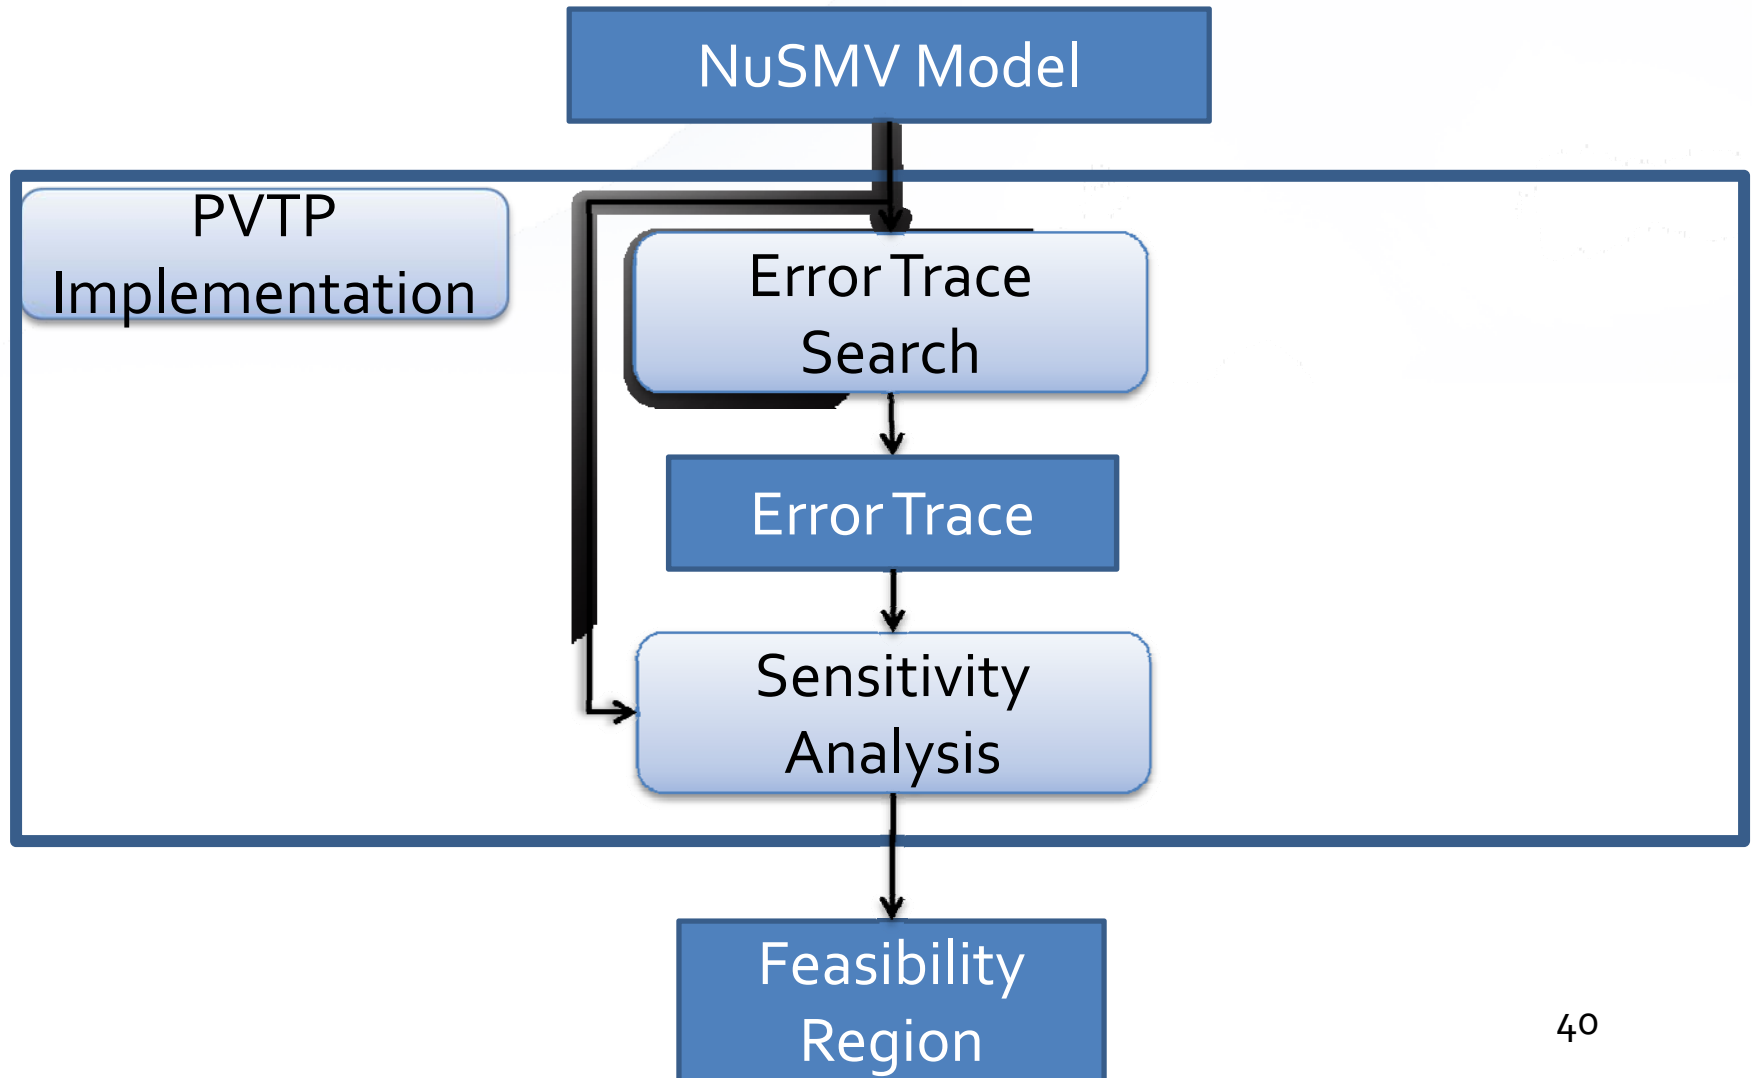 NuSMV Model
PVTP
Implementation
Error Trace
Search
Error Trace
Sensitivity
Analysis
Feasibility
Region
40